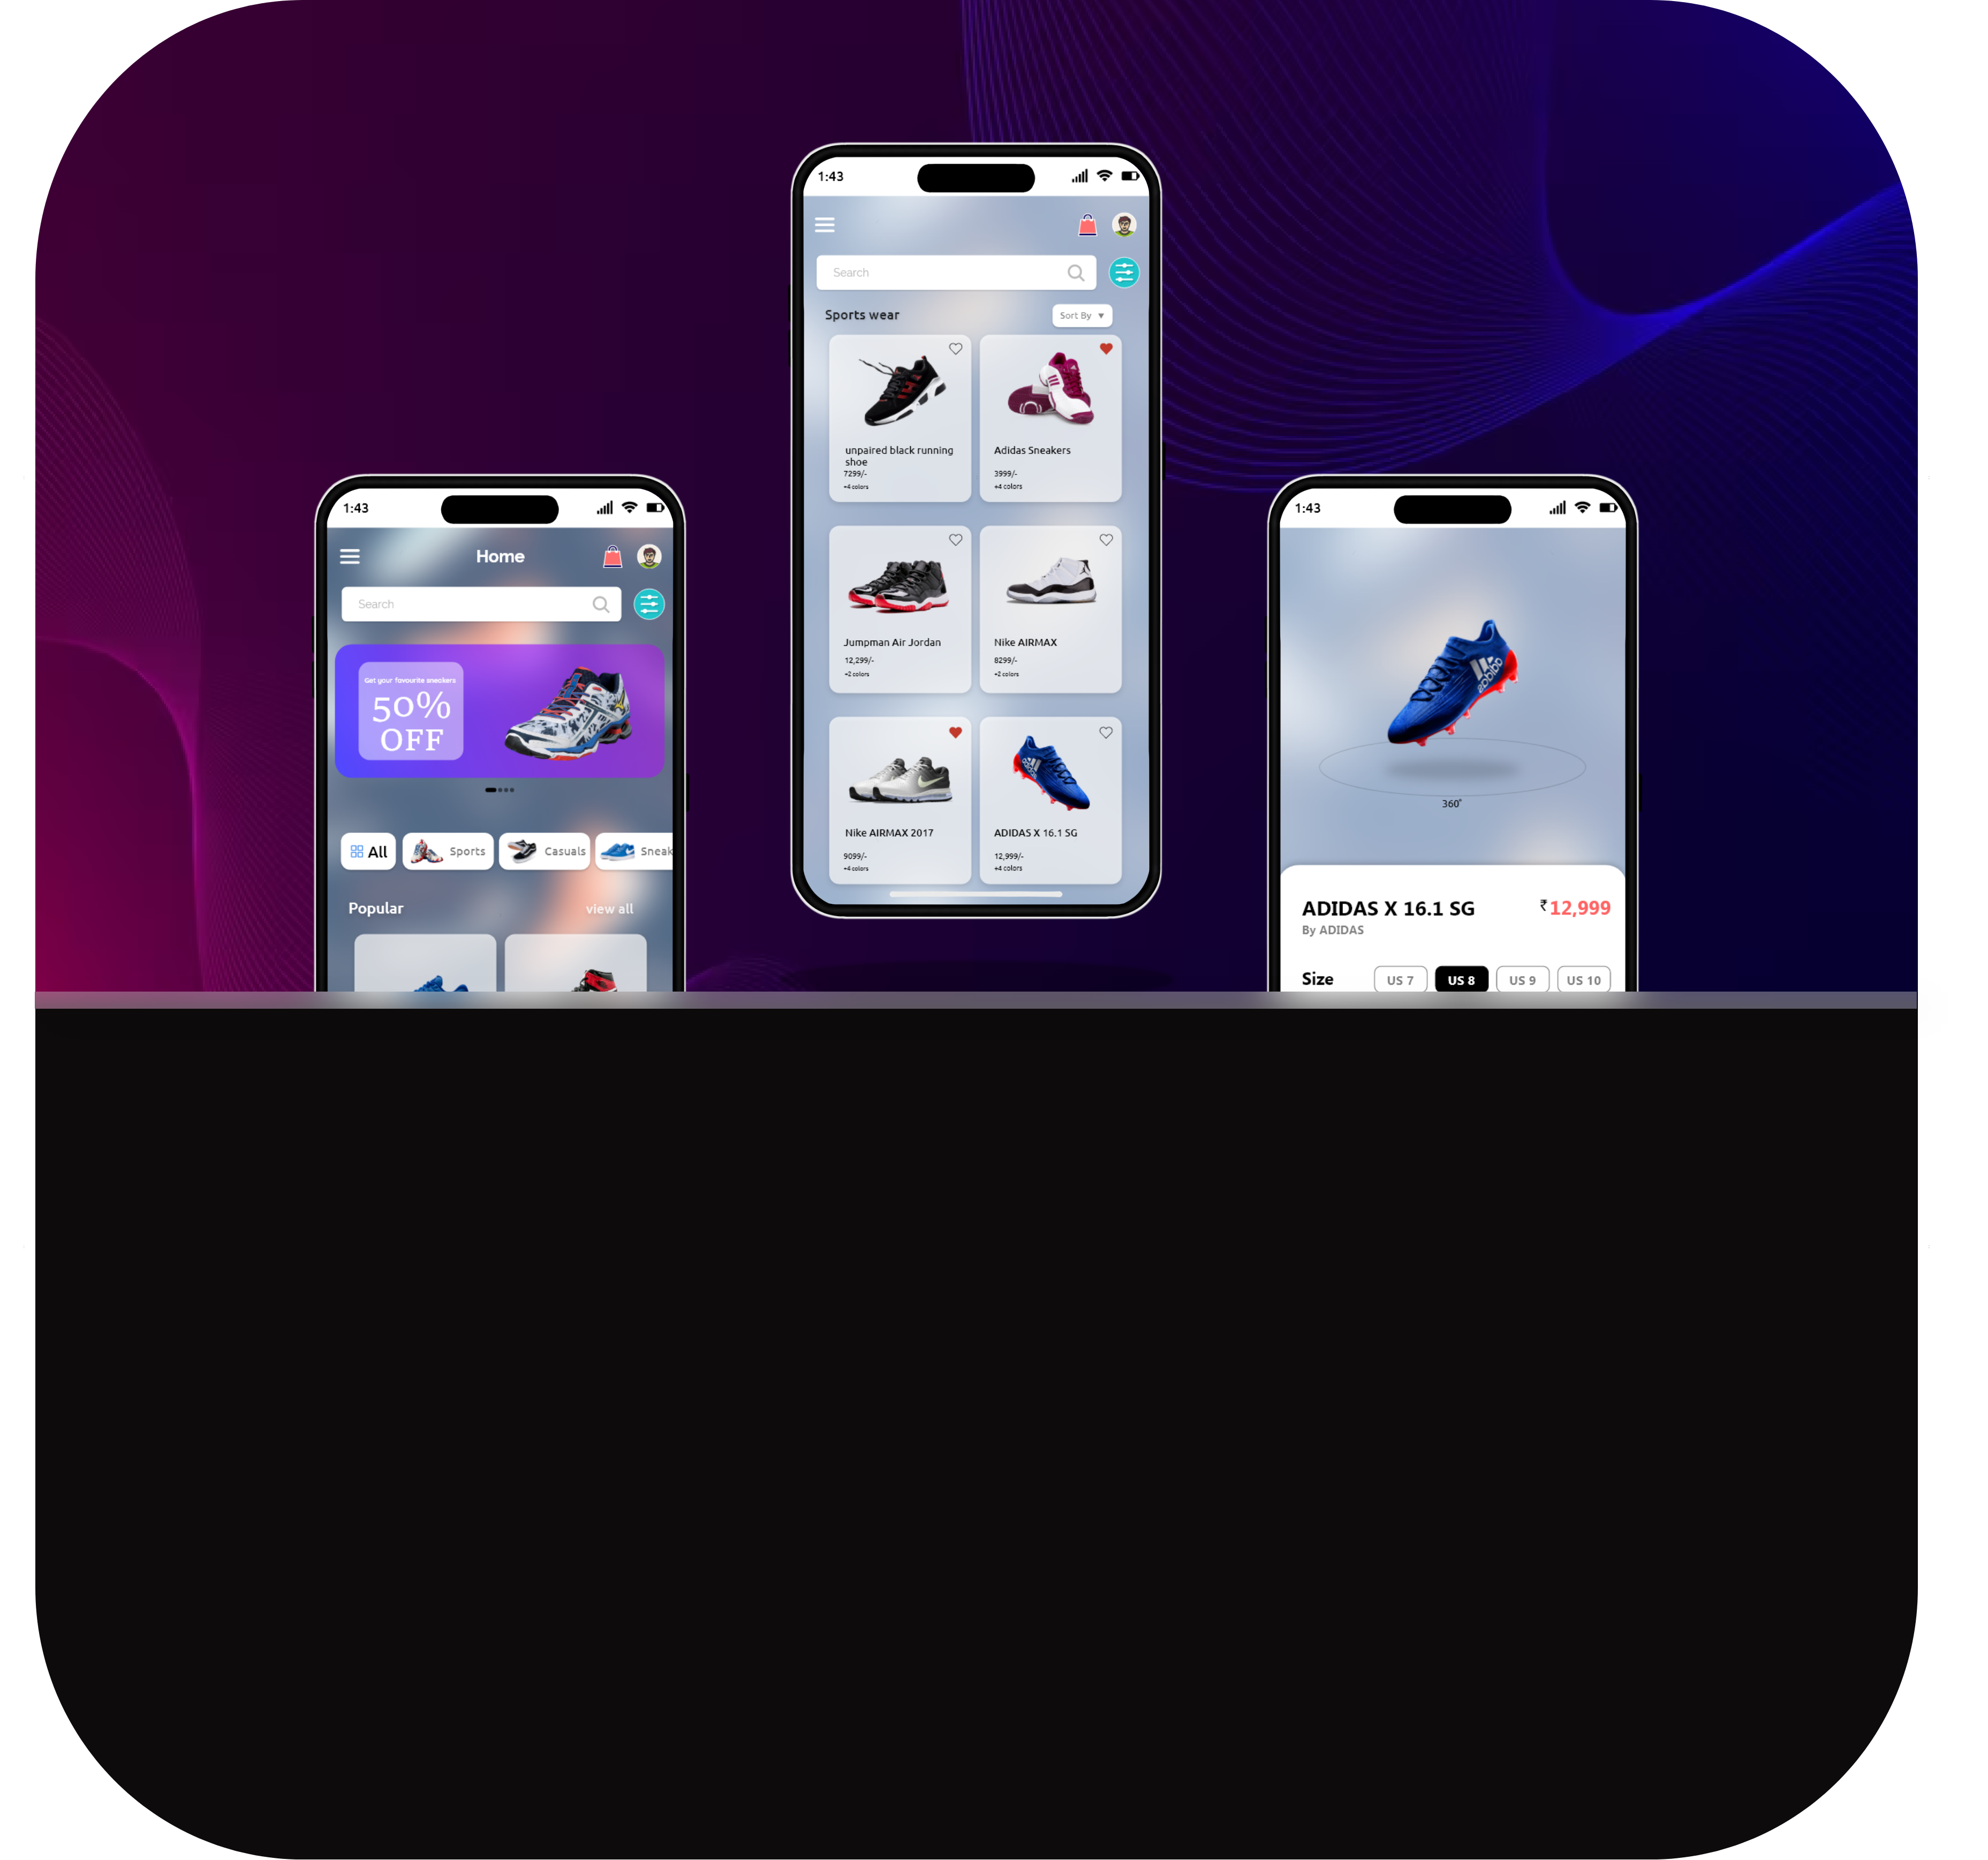 1:43
Home
Search
Get your favourite sneakers
50%
OFF
All
Sports
Casuals
Sneak
Popular
view all
1:43
Search
Sports wear
Sort By
unpaired black running
shoe
7299/-
+4 colors
Adidas Sneakers
3999/-
+4 colors
Jumpman Air Jordan
12,299/-
+2 colors
Nike AIRMAX
8299/-
+2 colors
Nike AIRMAX 2017
9099/-
+4 colors
ADIDAS X 16.1 SG
12,999/-
+4 colors
1:43
adidas
360°
ADIDAS X 16.1 SG
₹12,999
By ADIDAS
Size
US 7
US 8
US 9
US 10